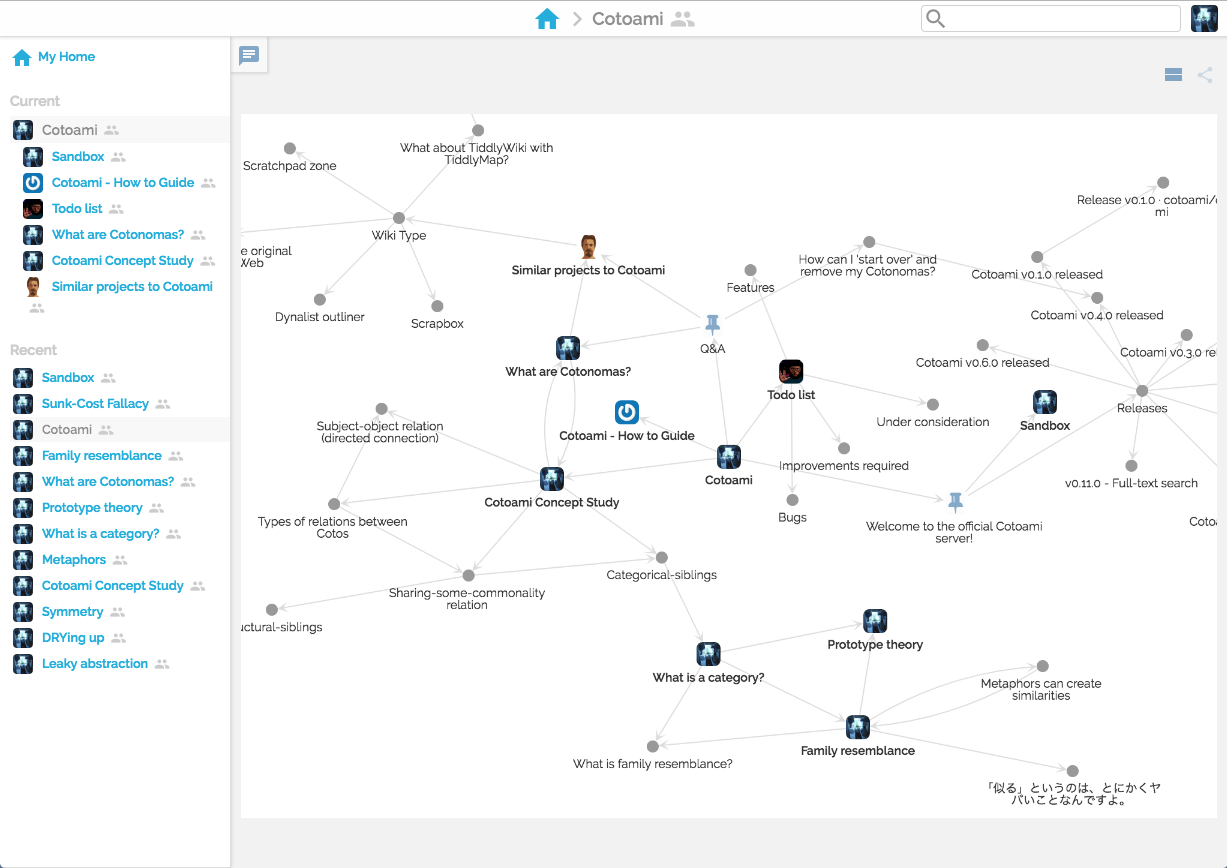 Cotoami
My Home
Current
Cotoami
Sandbox
Cotoami - How to Guide
Todo list
What are Cotonomas?
Cotoami Concept Study
Similar projects to Cotoami
Recent
Sandbox
Sunk-Cost Fallacy
Cotoami
Family resemblance
What are Cotonomas?
Prototype theory
What is a category?
Metaphors
Cotoami Concept Study
Symmetry
DRYing up
Leaky abstraction
What about TiddlyWiki with
TiddlyMap?
Scratchpad zone
Release v0.1.0 · cotoami/
mi
Wiki Type
e original
Web
Similar projects to Cotoami
How can I 'start over' and
remove my Cotonomas?
Cotoami v0.1.0 released
Features
Dynalist outliner
Scrapbox
Cotoami v0.4.0 released
Q&A
Cotoami v0.3.0 re
Cotoami v0.6.0 released
What are Cotonomas?
Todo list
Releases
Under consideration
Sandbox
Subject-object relation
(directed connection)
Cotoami - How to Guide
Improvements required
Cotoami
v0.11.0 - Full-text search
Cotoami Concept Study
Bugs
Types of relations between
Cotos
Welcome to the official Cotoami
server!
Coto
Categorical-siblings
Sharing-some-commonality
relation
uctural-siblings
Prototype theory
What is a category?
Metaphors can create
similarities
Family resemblance
What is family resemblance?
「似る」というのは、とにかくヤ
バいことなんですよ。